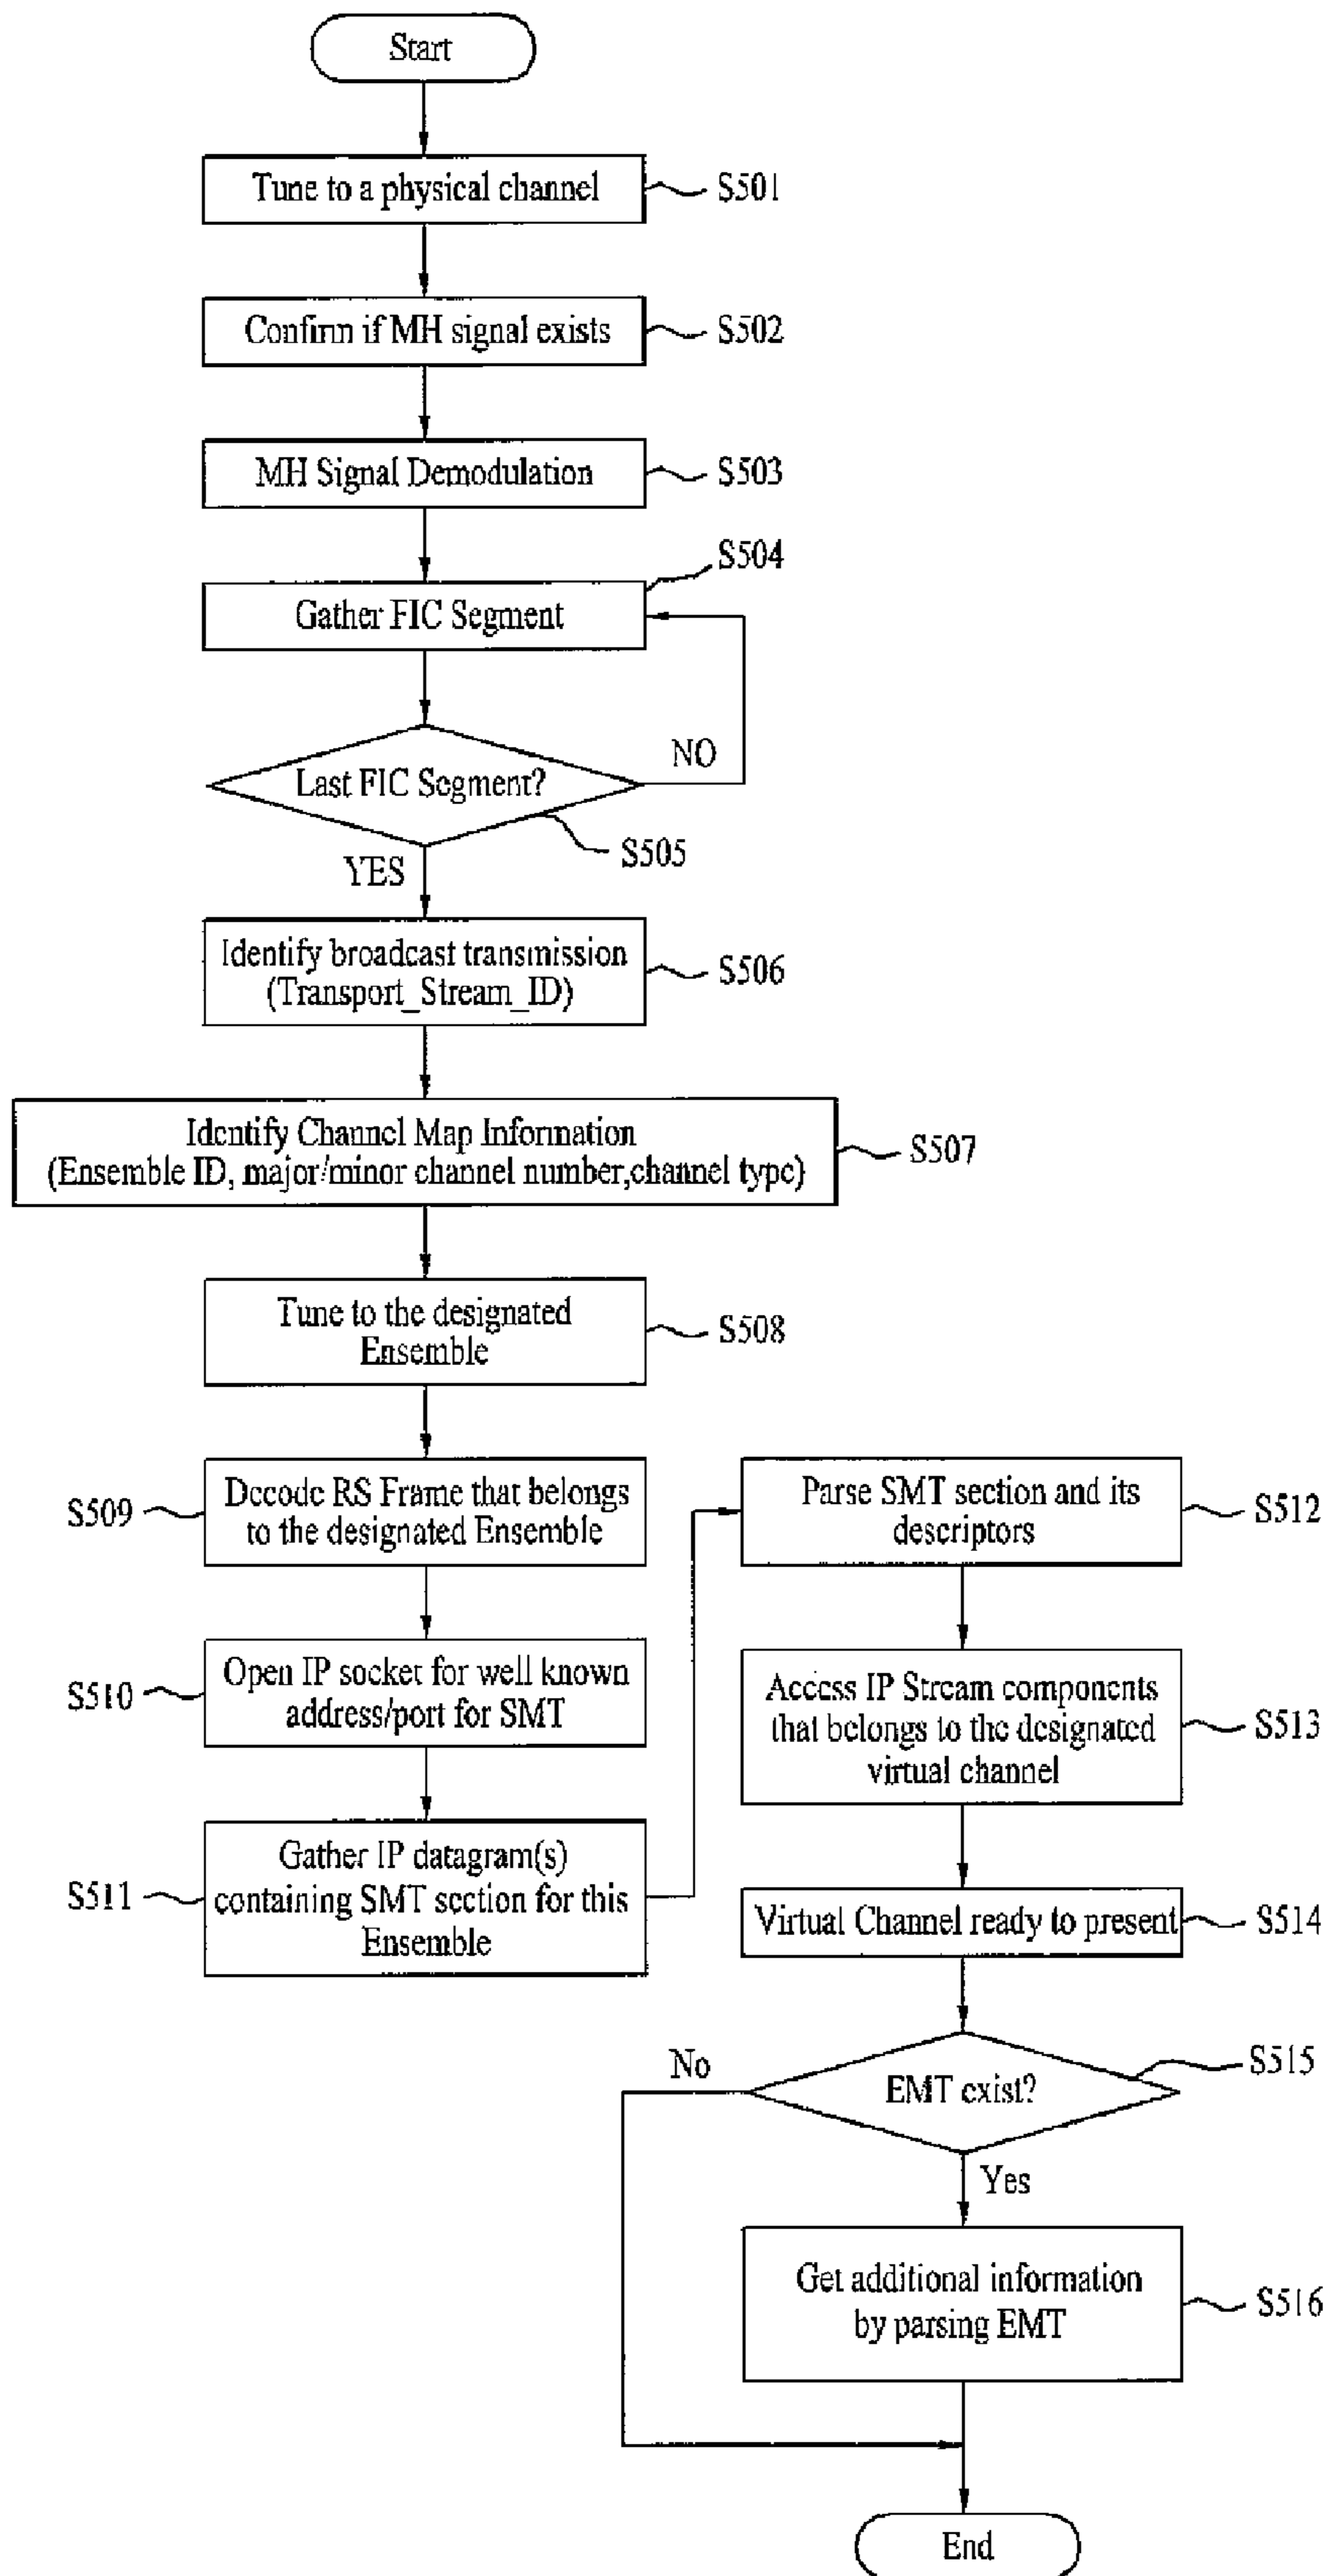 Start
Tune to a physical channel
S501
Confirm if MH signal exists
S502
MH Signal Demodulation
S503
S504
Gather FIC Segment
Last FIC Segment?
NO
S505
YES
Identify broadcast transmission
(Transport_Stream_ID)
S506
Identify Channel Map Information
(Ensemble ID, major/minor channel number,channel type)
S507
Tune to the designated
Ensemble
S508
S509
Decode RS Frame that belongs
to the designated Ensemble
S510
Open IP socket for well known
address/port for SMT
S511
Gather IP datagram(s)
containing SMT section for this
Ensemble
Parse SMT section and its
descriptors
S512
Access IP Stream components
that belongs to the designated
virtual channel
S513
Virtual Channel ready to present
S514
No
EMT exist?
S515
Yes
Get additional information
by parsing EMT
S516
End